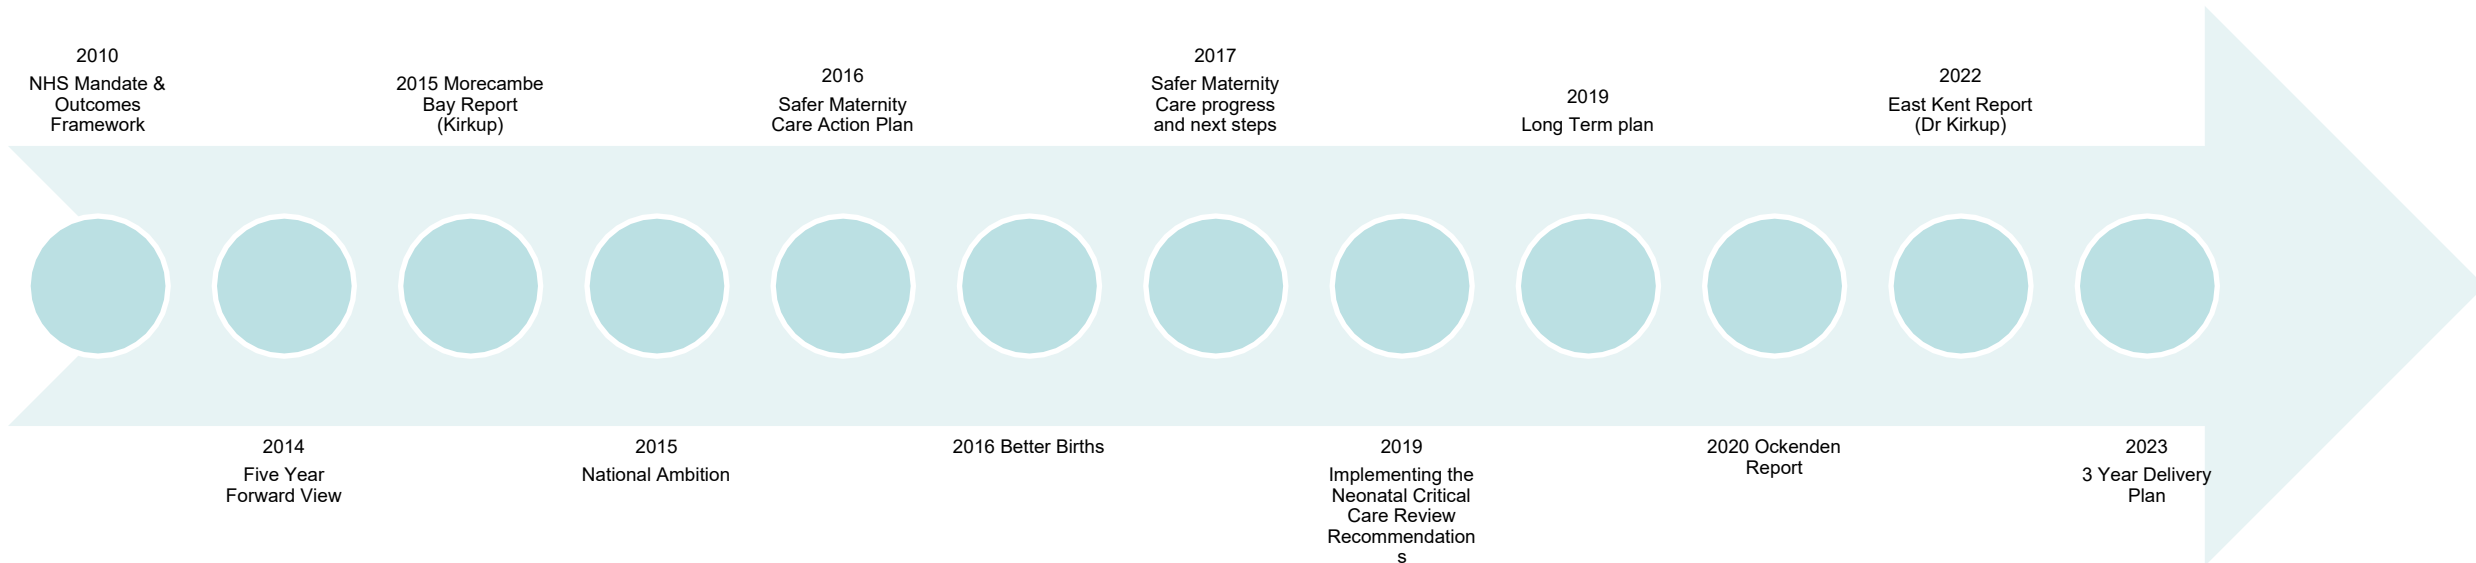 2010
NHS Mandate &
Outcomes
Framework
2014
Five Year
Forward View
2015 Morecambe
Bay Report
(Kirkup)
2015
National Ambition
2016
Safer Maternity
Care Action Plan
2016 Better Births
2017
Safer Maternity
Care progress
and next steps
2019
Implementing the
Neonatal Critical
Care Review
Recommendation
s
2019
Long Term plan
2020 Ockenden
Report
2022
East Kent Report
(Dr Kirkup)
2023
3 Year Delivery
Plan